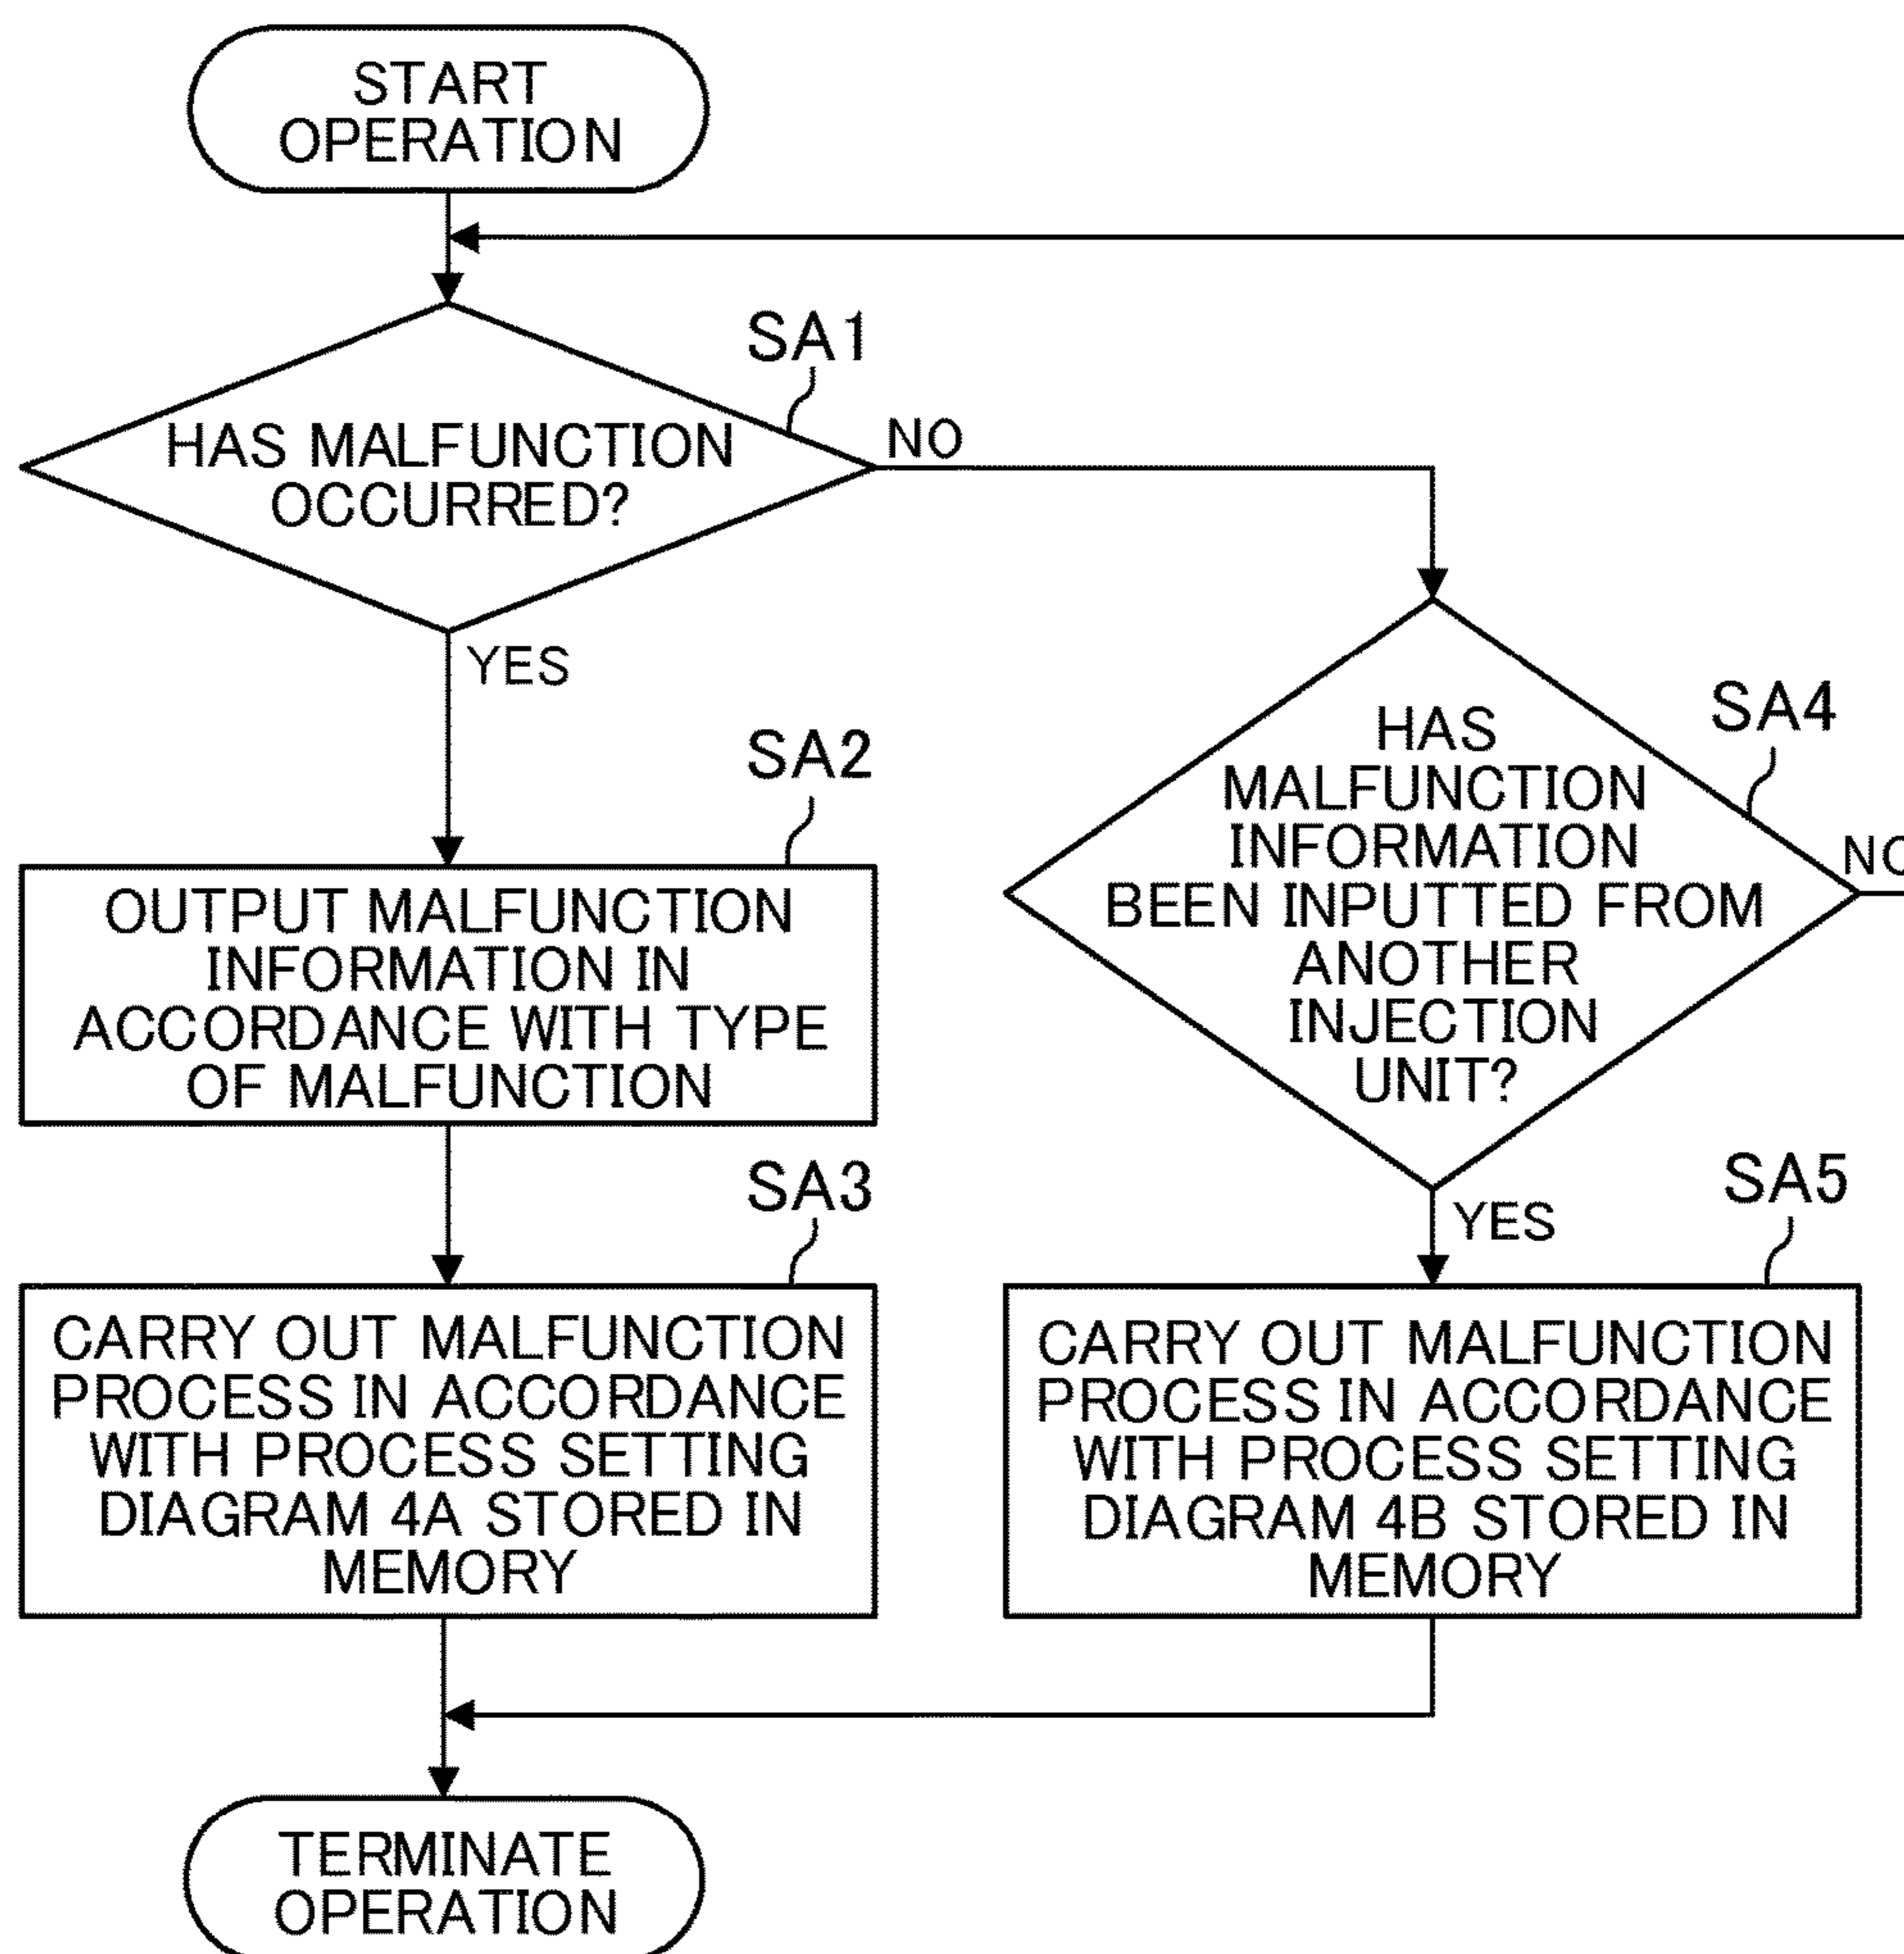 START
OPERATION
SA1
HAS MALFUNCTION
OCCURRED?
NO
YES
SA2
OUTPUT MALFUNCTION
INFORMATION IN
ACCORDANCE WITH TYPE
OF MALFUNCTION
SA3
CARRY OUT MALFUNCTION
PROCESS IN ACCORDANCE
WITH PROCESS SETTING
DIAGRAM 4A STORED IN
MEMORY
SA4
HAS
MALFUNCTION
INFORMATION
BEEN INPUTTED FROM
ANOTHER
INJECTION
UNIT?
NO
YES
SA5
CARRY OUT MALFUNCTION
PROCESS IN ACCORDANCE
WITH PROCESS SETTING
DIAGRAM 4B STORED IN
MEMORY
TERMINATE
OPERATION